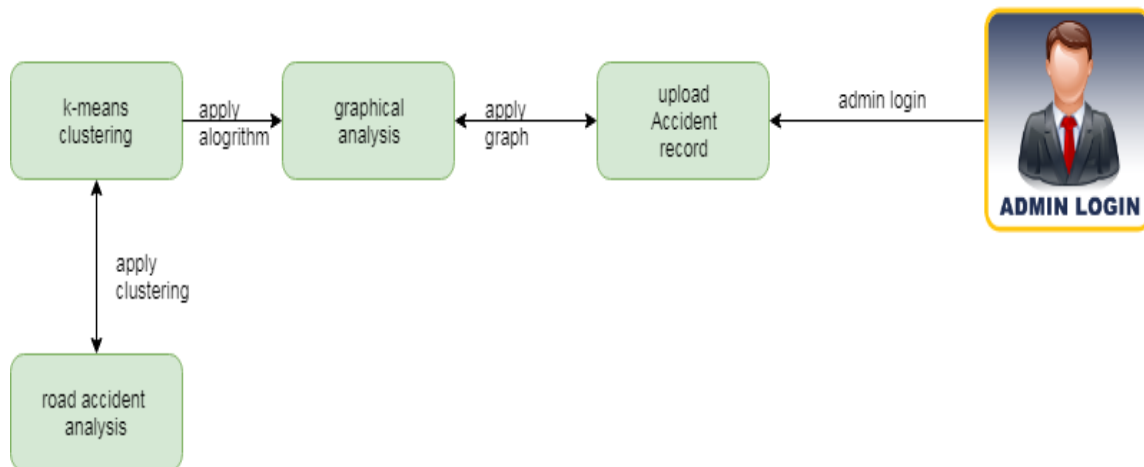 k-means
clustering
apply
alogrithm
graphical
analysis
apply
graph
upload
Accident
record
admin login
ADMIN LOGIN
apply
clustering
road accident
analysis